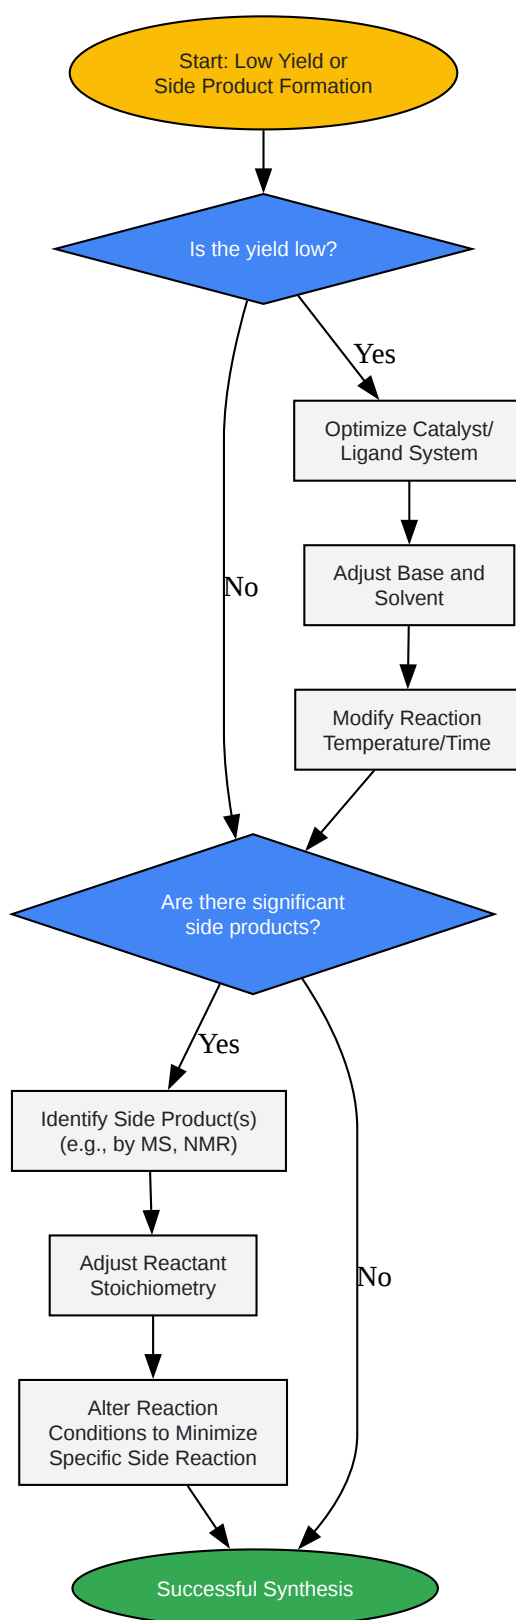 Start: Low Yield or
Side Product Formation
Is the yield low?
Yes
Optimize Catalyst/
Ligand System
Adjust Base and
Solvent
No
Modify Reaction
Temperature/Time
Are there significant
side products?
Yes
Identify Side Product(s)
(e.g., by MS, NMR)
Adjust Reactant
Stoichiometry
No
Alter Reaction
Conditions to Minimize
Specific Side Reaction
Successful Synthesis